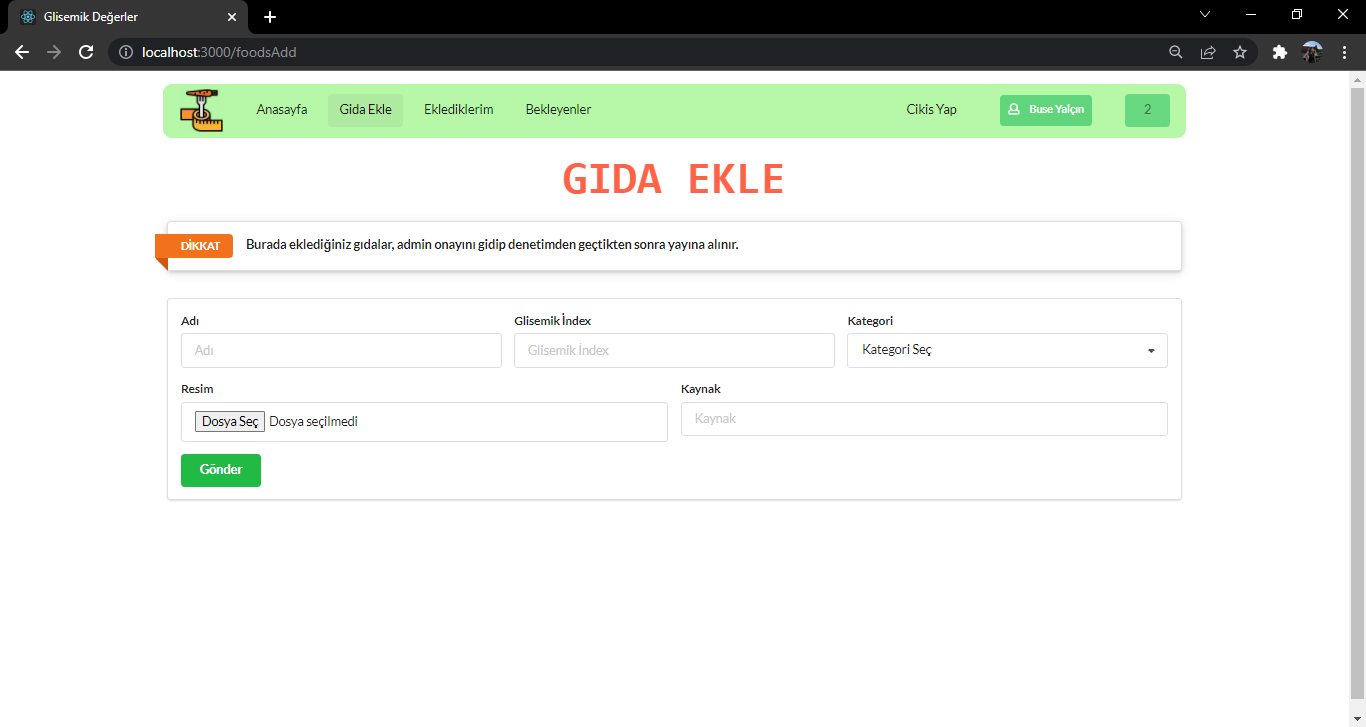 Glisemik Değerler
localhost:3000/foodsAdd
Anasayfa Gida Ekle Eklediklerim Bekleyenler Cikis Yap Buse Yalçın 2
GIDA EKLE
DİKKAT Burada eklediğiniz gıdalar, admin onayını gidip denetimden geçtikten sonra yayına alınır.
Adı Glisemik İndex Kategori
Adı Glisemik İndex Kategori Seç
Resim Kaynak
Dosya Seç Dosya seçilmedi Kaynak
Gönder